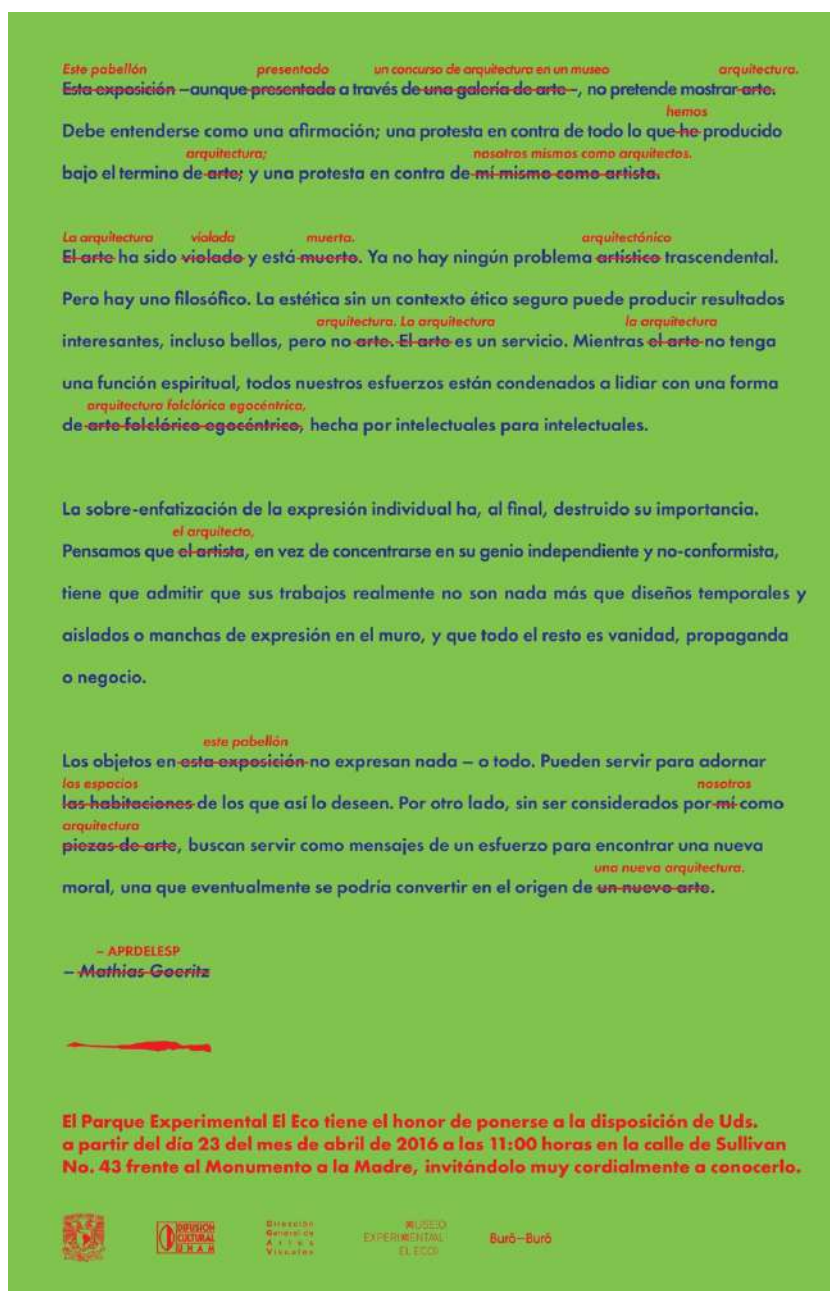 Este pabellón presentado un concurso de arquitectura en un museo arquitectura.
Esta exposición –aunque presentada a través de una galería de arte –, no pretende mostrar arte.
hemos
Debe entenderse como una afirmación; una protesta en contra de todo lo que he producido
arquitectura; nosotros mismos como arquitectos.
bajo el termino de arte; y una protesta en contra de mí mismo como artista.
La arquitectura violada muerta. arquitectónico
El arte ha sido violado y está muerto. Ya no hay ningún problema artístico trascendental.
Pero hay uno filosófico. La estética sin un contexto ético seguro puede producir resultados
arquitectura. La arquitectura la arquitectura
interesantes, incluso bellos, pero no arte. El arte es un servicio. Mientras el arte no tenga
una función espiritual, todos nuestros esfuerzos están condenados a lidiar con una forma
arquitectura folclórica egocéntrica,
de arte folclórico egocéntrico, hecha por intelectuales para intelectuales.
La sobre-enfatización de la expresión individual ha, al final, destruido su importancia.
el arquitecto,
Pensamos que el artista, en vez de concentrarse en su genio independiente y no-conformista,
tiene que admitir que sus trabajos realmente no son nada más que diseños temporales y
aislados o manchas de expresión en el muro, y que todo el resto es vanidad, propaganda
o negocio.
este pabellón
Los objetos en esta exposición no expresan nada – o todo. Pueden servir para adornar
los espacios nosotros
las habitaciones de los que así lo deseen. Por otro lado, sin ser considerados por mí como
arquitectura
piezas de arte, buscan servir como mensajes de un esfuerzo para encontrar una nueva
una nueva arquitectura.
moral, una que eventualmente se podría convertir en el origen de un nuevo arte.
– APRDELESP
– Mathias Goeritz
El Parque Experimental El Eco tiene el honor de ponerse a la disposición de Uds.
a partir del día 23 del mes de abril de 2016 a las 11:00 horas en la calle de Sullivan
No. 43 frente al Monumento a la Madre, invitándolo muy cordialmente a conocerlo.
DIFUSIÓN
CULTURAL
UNAM
Dirección
General de
Artes
Visuales
MUSEO
EXPERIMENTAL
EL ECO
Buró–Buró